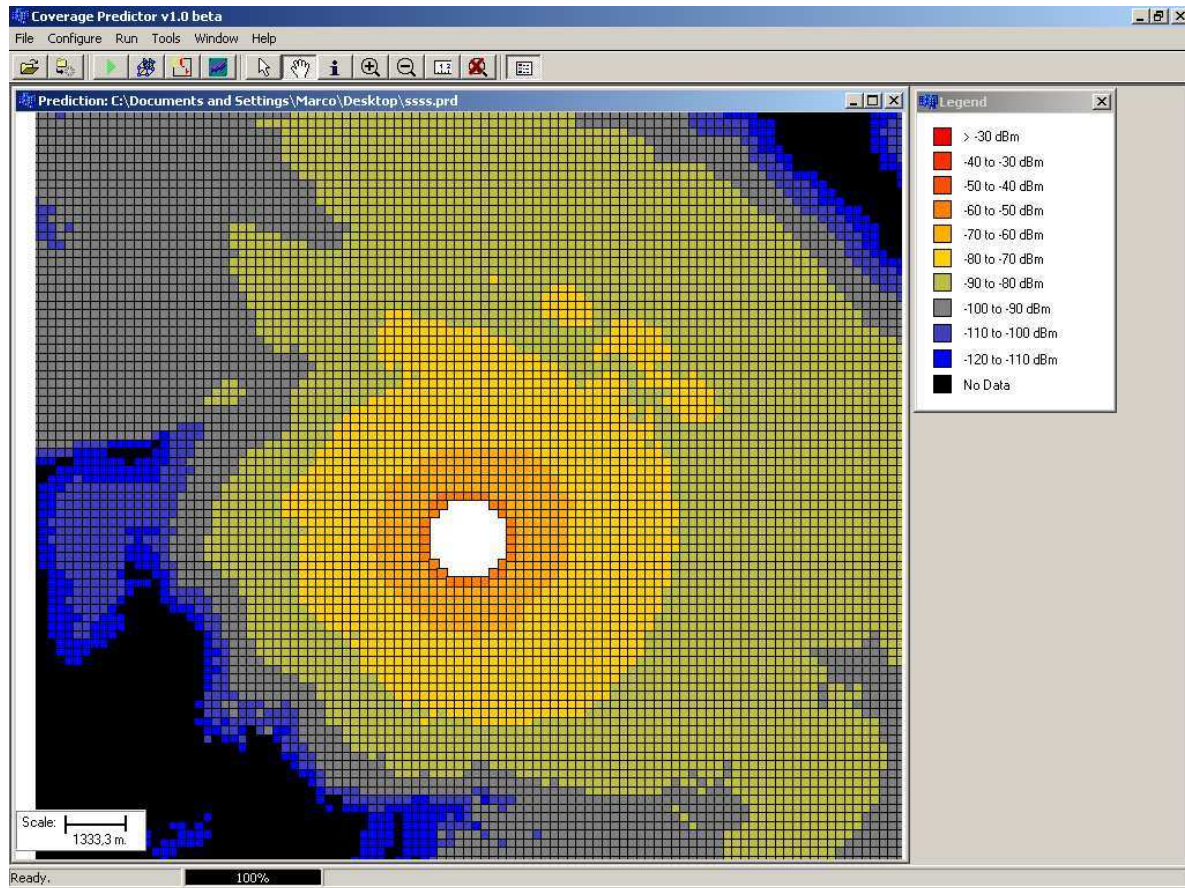 Coverage Predictor v1.0 beta
File Configure Run Tools Window Help
Prediction: C:\Documents and Settings\Marco\Desktop\ssss.prd
Legend
> -30 dBm
-40 to -30 dBm
-50 to -40 dBm
-60 to -50 dBm
-70 to -60 dBm
-80 to -70 dBm
-90 to -80 dBm
-100 to -90 dBm
-110 to -100 dBm
-120 to -110 dBm
No Data
Scale:
1333,3 m.
Ready. 100%